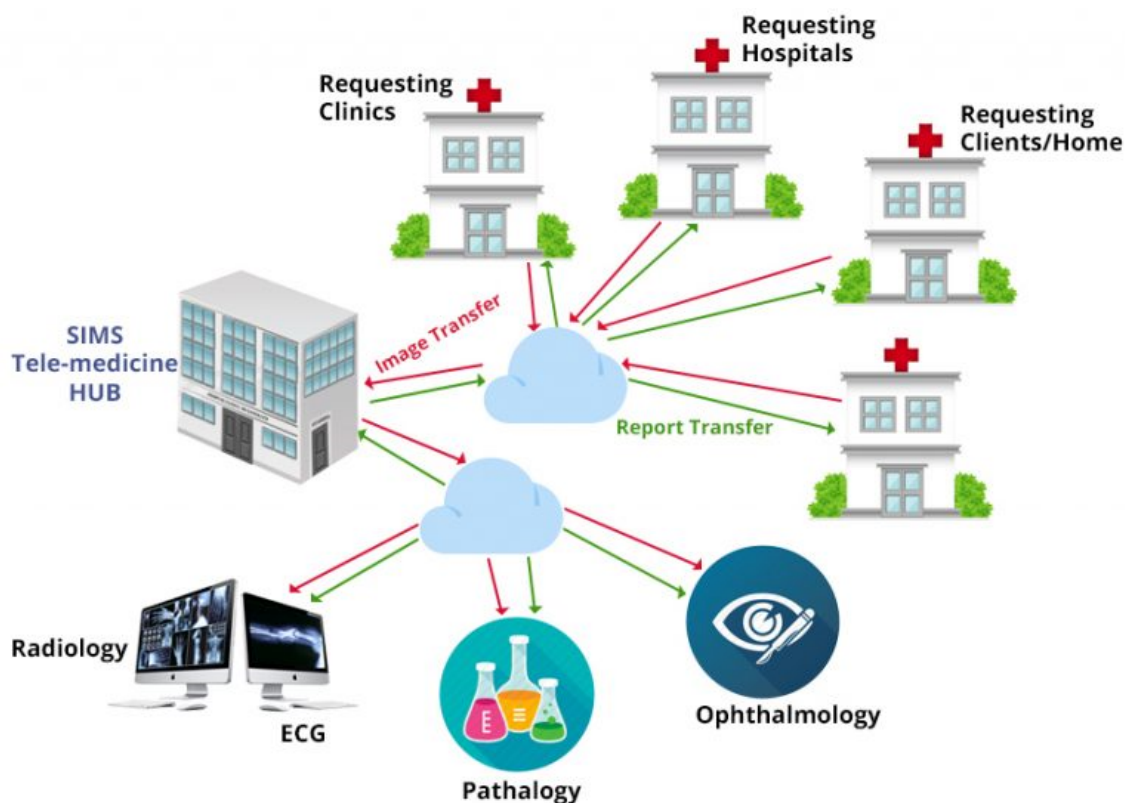 Requesting
Hospitals
Requesting
Clinics
Requesting
Clients/Home
SIMS
Tele-medicine
HUB
Image Transfer
Report Transfer
Radiology
ECG
E
Pathalogy
Ophthalmology